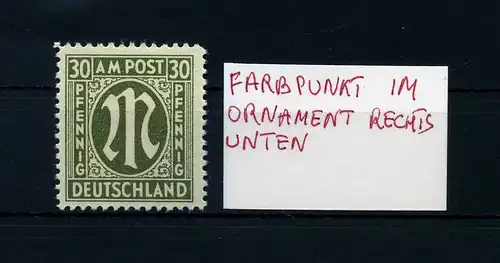 30 AM POST 30
PFENNIG
M
PFENNIG
DEUTSCHLAND
FARBPUNKT IM
ORNAMENT RECHTS
UNTEN